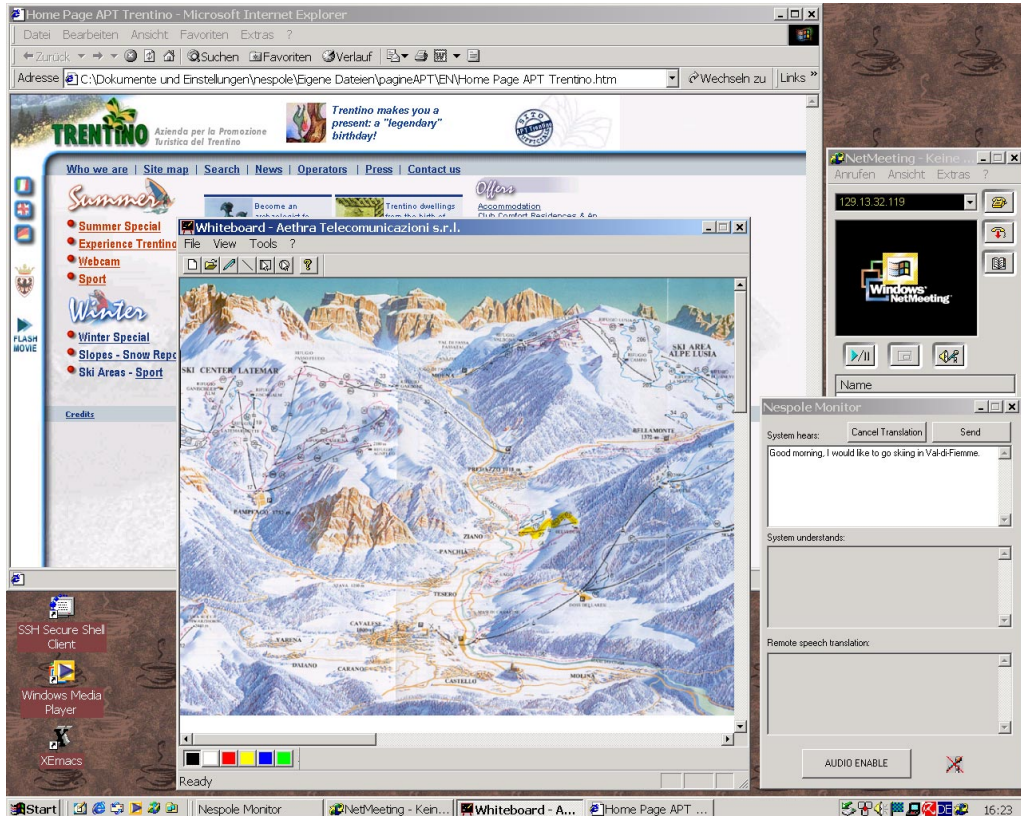 Home Page APT Trentino - Microsoft Internet Explorer
Datei Bearbeiten Ansicht Favoriten Extras ?
Zurück Suchen Favoriten Verlauf
Adresse C:\Dokumente und Einstellungen\nespole\Eigene Dateien\pagineAPT\EN\Home Page APT Trentino.htm Wechseln zu Links »
TRENTINO Azienda per la Promozione
Turistica del Trentino
Trentino makes you a
present: a "legendary"
birthday!
Who we are | Site map | Search | News | Operators | Press | Contact us
Summer
Summer Special
Experience Trentino
Webcam
Sport
Winter
Winter Special
Slopes - Snow Repo
Ski Areas - Sport
FLASH
MOVIE
Credits
Become an
Trentino dwellings
Offers
Accommodation
Whiteboard - Aethra Telecomunicazioni s.r.l.
File View Tools ?
SKI AREA
ALPE LUSIA
SKI CENTER LATEMAR
MOENA
BELLAMONTE
PREDAZZO
PAMPEAGO
ZIANO
PANCHIÀ
TESERO
CAVALESE
VARENA
DAIANO
CARANO
CASTELLO
MOLINA
Ready
NetMeeting - Keine ...
Anrufen Ansicht Extras ?
129.13.32.119
Windows
NetMeeting
Name
Nespole Monitor
System hears: Cancel Translation Send
Good morning, I would like to go skiing in Val-di-Fiemme.
System understands:
Remote speech translation:
AUDIO ENABLE
SSH Secure Shell
Client
Windows Media
Player
XEmacs
Start Nespole Monitor NetMeeting - Kein... Whiteboard - A... Home Page APT ... DE 16:23